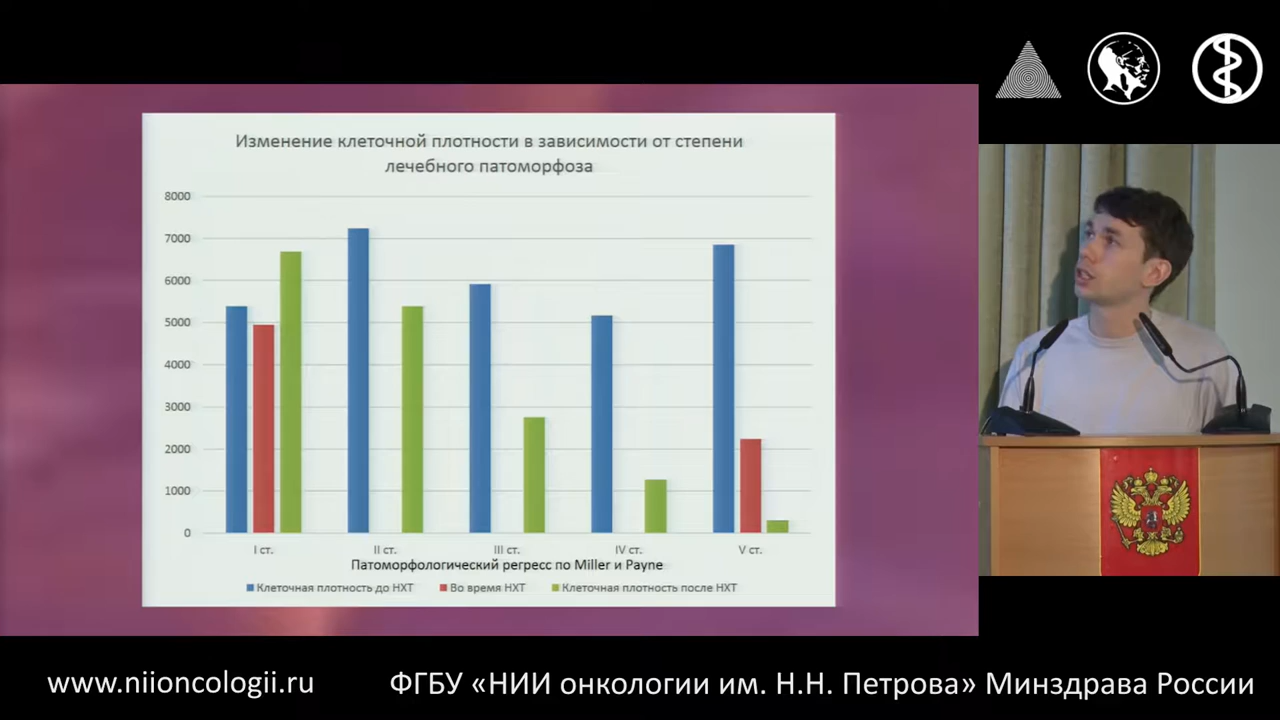 Изменение клеточной плотности в зависимости от степени
лечебного патоморфоза
8000
7000
6000
5000
4000
3000
2000
1000
0
I ст.
II ст.
III ст.
IV ст.
V ст.
Патоморфологический регресс по Miller и Payne
Клеточная плотность до НХТ
Во время НХТ
Клеточная плотность после НХТ
www.niioncologii.ru
ФГБУ «НИИ онкологии им. Н.Н. Петрова» Минздрава России